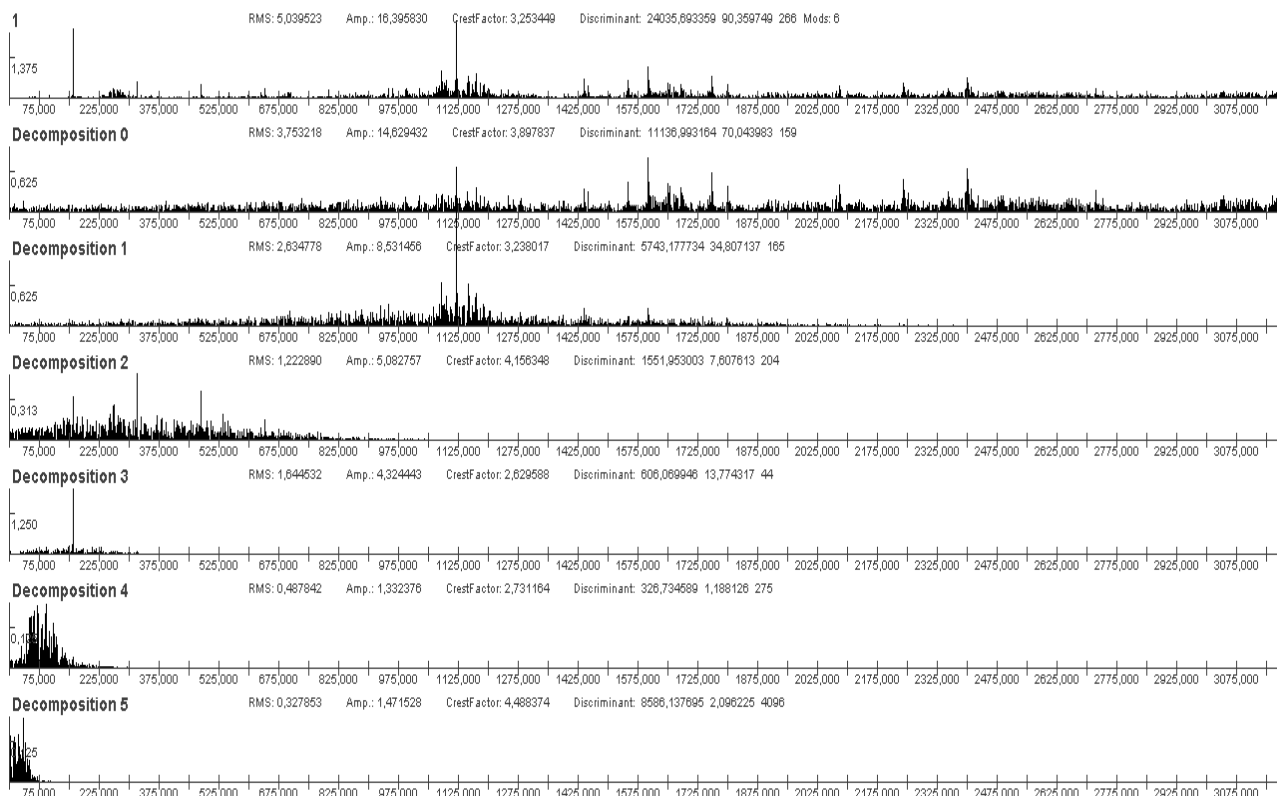 1 RMS: 5,039523 Amp.: 16,395830 CrestFactor: 3,253449 Discriminant: 24035,693359 90,359749 266 Mods: 6
1,375
75,000 225,000 375,000 525,000 675,000 825,000 975,000 1125,000 1275,000 1425,000 1575,000 1725,000 1875,000 2025,000 2175,000 2325,000 2475,000 2625,000 2775,000 2925,000 3075,000
Decomposition 0 RMS: 3,753218 Amp.: 14,629432 CrestFactor: 3,897837 Discriminant: 11136,993164 70,043983 159
0,625
75,000 225,000 375,000 525,000 675,000 825,000 975,000 1125,000 1275,000 1425,000 1575,000 1725,000 1875,000 2025,000 2175,000 2325,000 2475,000 2625,000 2775,000 2925,000 3075,000
Decomposition 1 RMS: 2,634778 Amp.: 8,531456 CrestFactor: 3,238017 Discriminant: 5743,177734 34,807137 165
0,625
75,000 225,000 375,000 525,000 675,000 825,000 975,000 1125,000 1275,000 1425,000 1575,000 1725,000 1875,000 2025,000 2175,000 2325,000 2475,000 2625,000 2775,000 2925,000 3075,000
Decomposition 2 RMS: 1,222890 Amp.: 5,082757 CrestFactor: 4,156348 Discriminant: 1551,953003 7,607613 204
0,313
75,000 225,000 375,000 525,000 675,000 825,000 975,000 1125,000 1275,000 1425,000 1575,000 1725,000 1875,000 2025,000 2175,000 2325,000 2475,000 2625,000 2775,000 2925,000 3075,000
Decomposition 3 RMS: 1,644532 Amp.: 4,324443 CrestFactor: 2,629588 Discriminant: 606,069946 13,774317 44
1,250
75,000 225,000 375,000 525,000 675,000 825,000 975,000 1125,000 1275,000 1425,000 1575,000 1725,000 1875,000 2025,000 2175,000 2325,000 2475,000 2625,000 2775,000 2925,000 3075,000
Decomposition 4 RMS: 0,487842 Amp.: 1,332376 CrestFactor: 2,731164 Discriminant: 326,734589 1,188126 275
75,000 225,000 375,000 525,000 675,000 825,000 975,000 1125,000 1275,000 1425,000 1575,000 1725,000 1875,000 2025,000 2175,000 2325,000 2475,000 2625,000 2775,000 2925,000 3075,000
Decomposition 5 RMS: 0,327853 Amp.: 1,471528 CrestFactor: 4,488374 Discriminant: 8586,137695 2,096225 4096
75,000 225,000 375,000 525,000 675,000 825,000 975,000 1125,000 1275,000 1425,000 1575,000 1725,000 1875,000 2025,000 2175,000 2325,000 2475,000 2625,000 2775,000 2925,000 3075,000